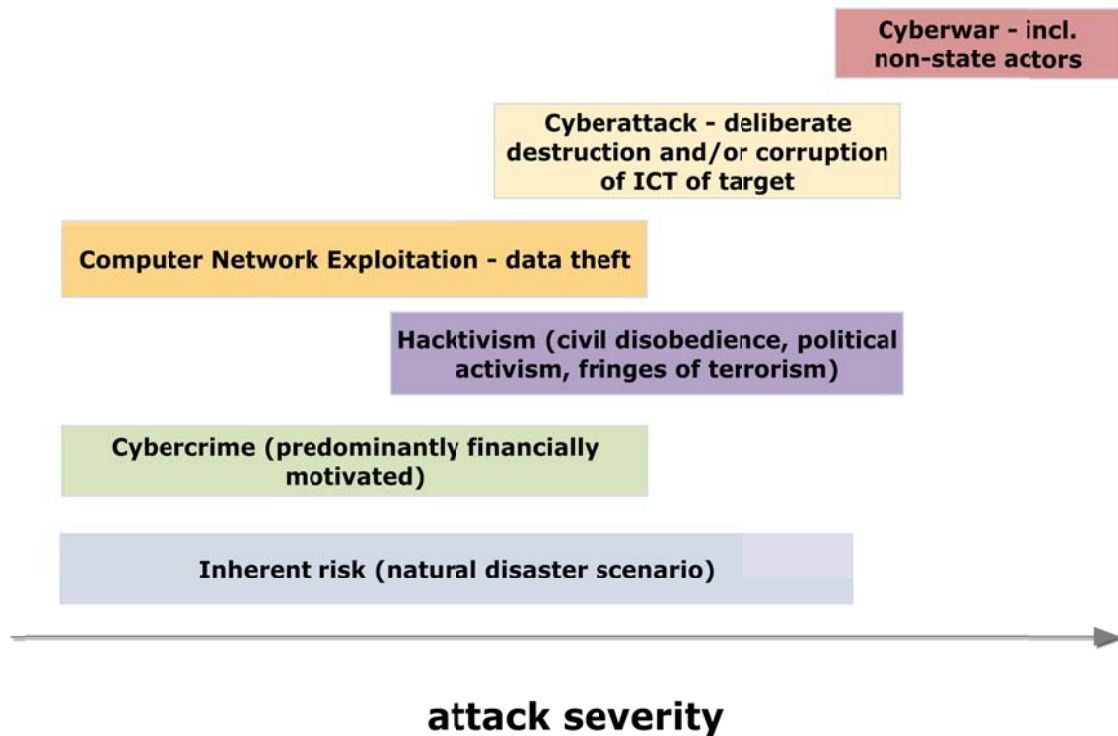 Cyberwar - incl.
non-state actors
Cyberattack - deliberate
destruction and/or corruption
of ICT of target
Computer Network Exploitation - data theft
Hacktivism (civil disobedience, political
activism, fringes of terrorism)
Cybercrime (predominantly financially
motivated)
Inherent risk (natural disaster scenario)
attack severity